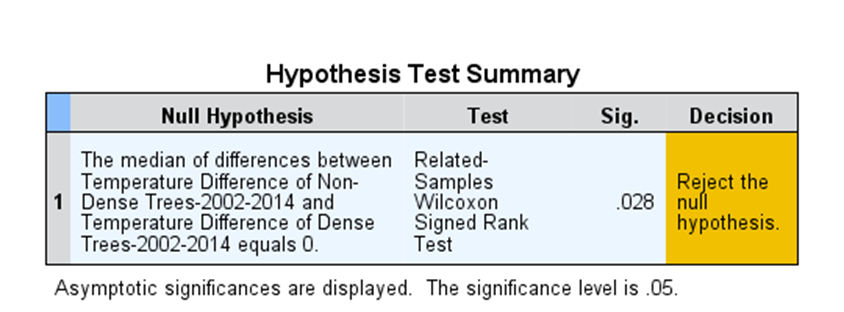 Hypothesis Test Summary
Null Hypothesis Test Sig. Decision
1 The median of differences between Temperature Difference of Non-Dense Trees-2002-2014 and Temperature Difference of Dense Trees-2002-2014 equals 0. Related-Samples Wilcoxon Signed Rank Test .028 Reject the null hypothesis.
Asymptotic significances are displayed. The significance level is .05.